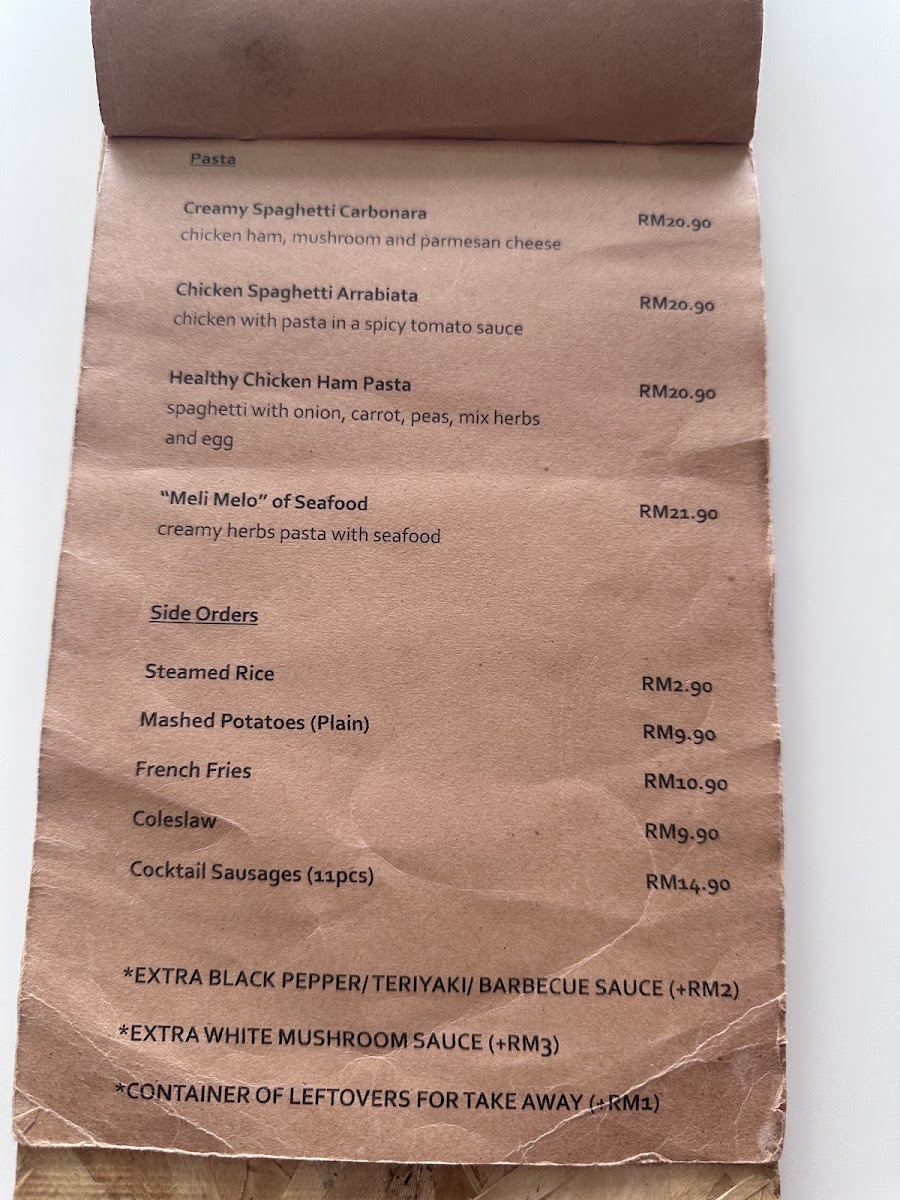 Pasta
Creamy Spaghetti Carbonara RM20.90
chicken ham, mushroom and parmesan cheese
Chicken Spaghetti Arrabiata RM20.90
chicken with pasta in a spicy tomato sauce
Healthy Chicken Ham Pasta RM20.90
spaghetti with onion, carrot, peas, mix herbs
and egg
“Meli Melo” of Seafood RM21.90
creamy herbs pasta with seafood
Side Orders
Steamed Rice RM2.90
Mashed Potatoes (Plain) RM9.90
French Fries RM10.90
Coleslaw RM9.90
Cocktail Sausages (11pcs) RM14.90
*EXTRA BLACK PEPPER/ TERIYAKI/ BARBECUE SAUCE (+RM2)
*EXTRA WHITE MUSHROOM SAUCE (+RM3)
*CONTAINER OF LEFTOVERS FOR TAKE AWAY (+RM1)